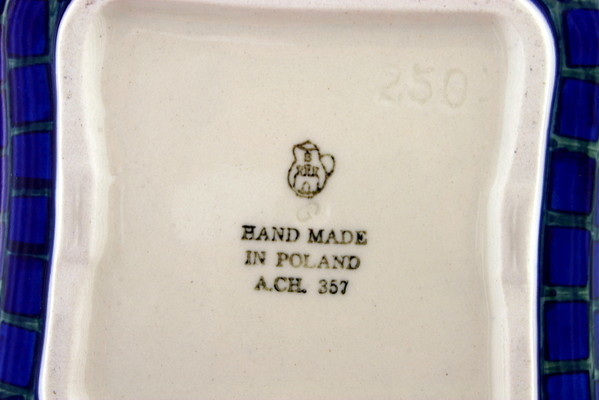 250
HAND MADE
IN POLAND
A.CH. 357